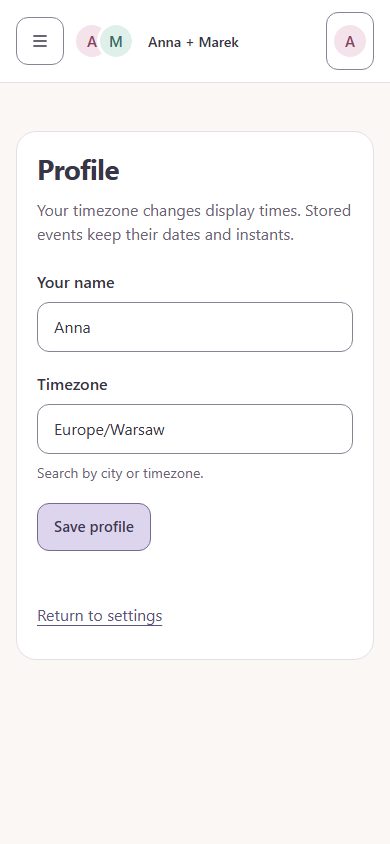 A M Anna + Marek A
Profile
Your timezone changes display times. Stored
events keep their dates and instants.
Your name
Anna
Timezone
Europe/Warsaw
Search by city or timezone.
Save profile
Return to settings